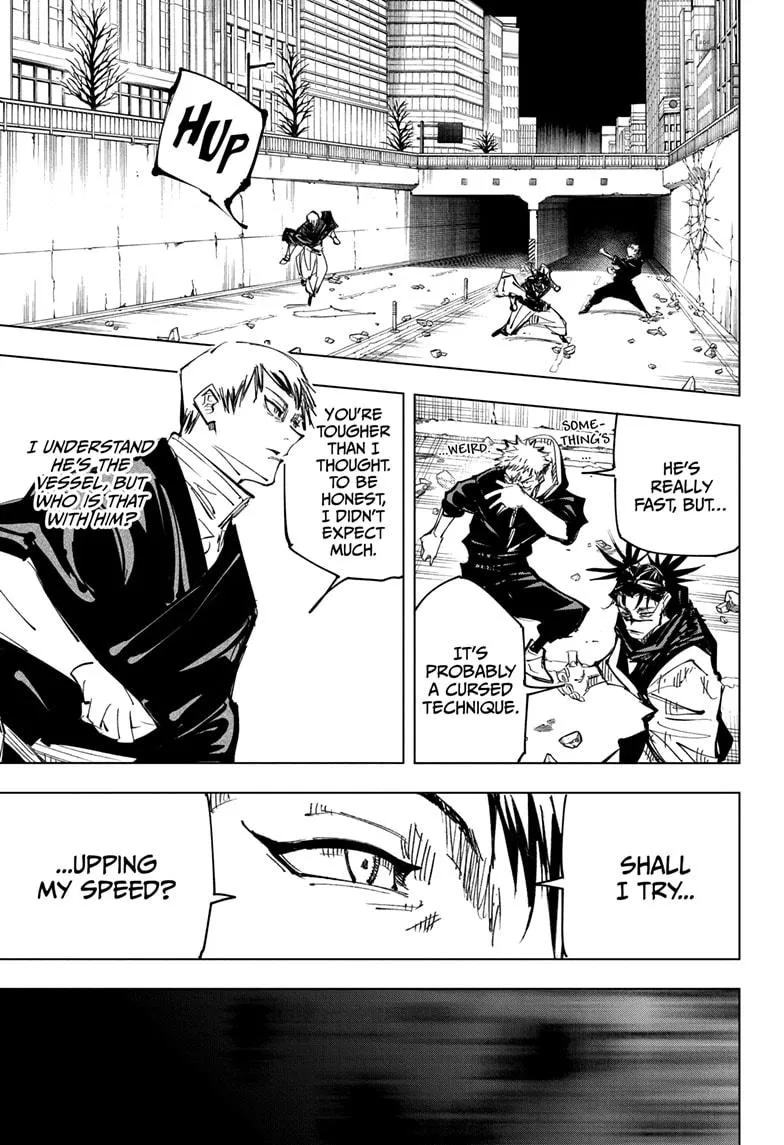 HUP
HE'S
REALLY
FAST, BUT...
SOME-
THING'S
...WEIRD.
IT'S
PROBABLY
A CURSED
TECHNIQUE.
YOU'RE
TOUGHER
THAN I
THOUGHT.
TO BE
HONEST,
I DIDN'T
EXPECT
MUCH.
I UNDERSTAND
HE'S THE
VESSEL, BUT
WHO IS THAT
WITH HIM?
SHALL
I TRY...
...UPPING
MY SPEED?